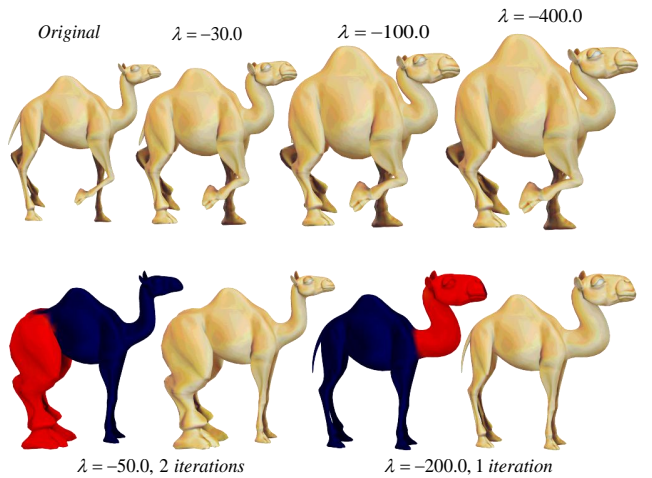 Original
λ = −30.0
λ = −100.0
λ = −400.0
λ = −50.0, 2 iterations
λ = −200.0, 1 iteration